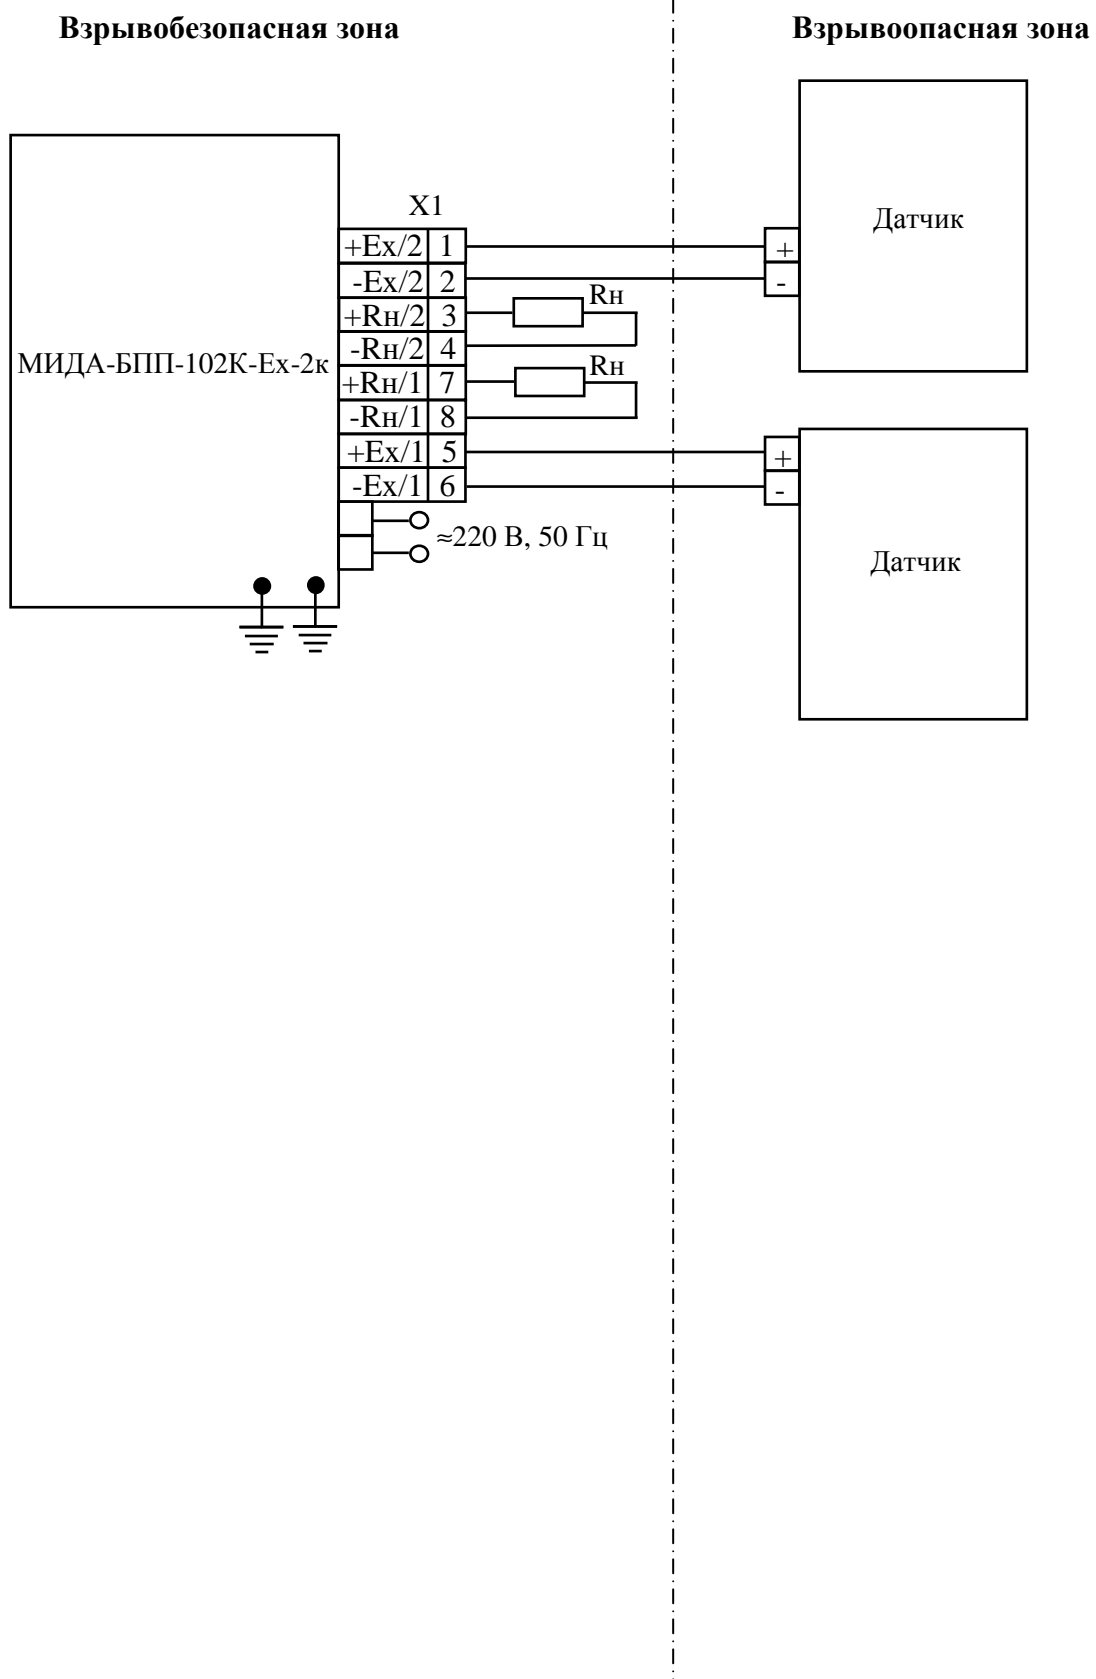 Взрывобезопасная зона
Взрывоопасная зона
X1
+Ex/2 1
-Ex/2 2
+Rн/2 3
-Rн/2 4
+Rн/1 7
-Rн/1 8
+Ex/1 5
-Ex/1 6
Rн
Rн
МИДА-БПП-102К-Ex-2к
≈220 В, 50 Гц
+
-
Датчик
+
-
Датчик